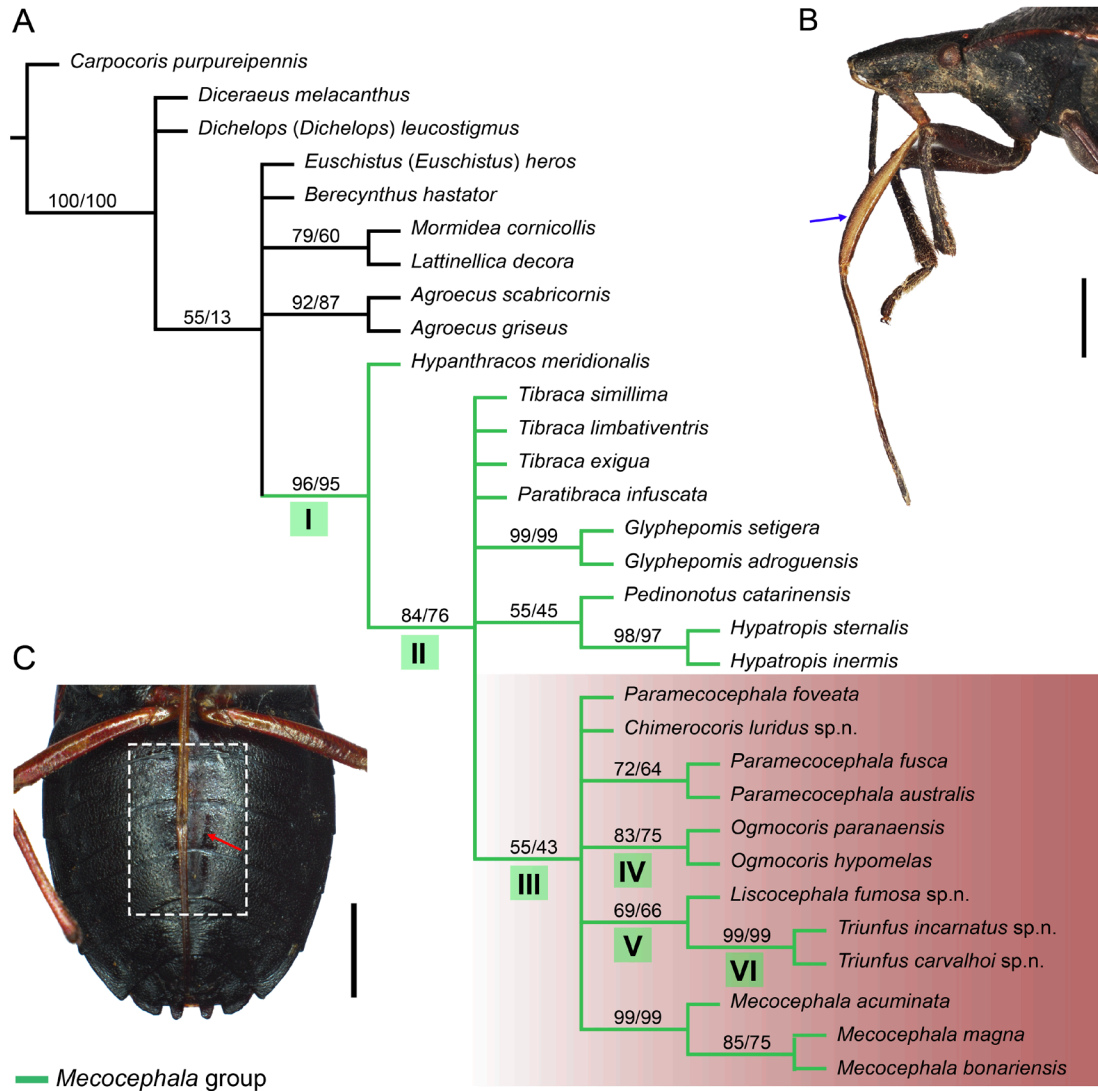 A
B
Carpocoris purpureipennis
Diceraeus melacanthus
Dichelops (Dichelops) leucostigmus
100/100
Euschistus (Euschistus) heros
Berecynthus hastator
79/60
Mormidea cornicollis
Lattinellica decora
55/13
92/87
Agroecus scabricornis
Agroecus griseus
Hypanthracos meridionalis
96/95
I
Tibraca simillima
Tibraca limbativentris
Tibraca exigua
Paratibraca infuscata
99/99
Glyphepomis setigera
Glyphepomis adroguensis
84/76
II
55/45
Pedinonotus catarinensis
98/97
Hypatropis sternalis
Hypatropis inermis
C
Paramecocephala foveata
Chimerocoris luridus sp.n.
72/64
Paramecocephala fusca
Paramecocephala australis
55/43
III
83/75
IV
Ogmocoris paranaensis
Ogmocoris hypomelas
69/66
V
Liscocephala fumosa sp.n.
99/99
VI
Triunfus incarnatus sp.n.
Triunfus carvalhoi sp.n.
99/99
Mecocephala acuminata
85/75
Mecocephala magna
Mecocephala bonariensis
Mecocephala group